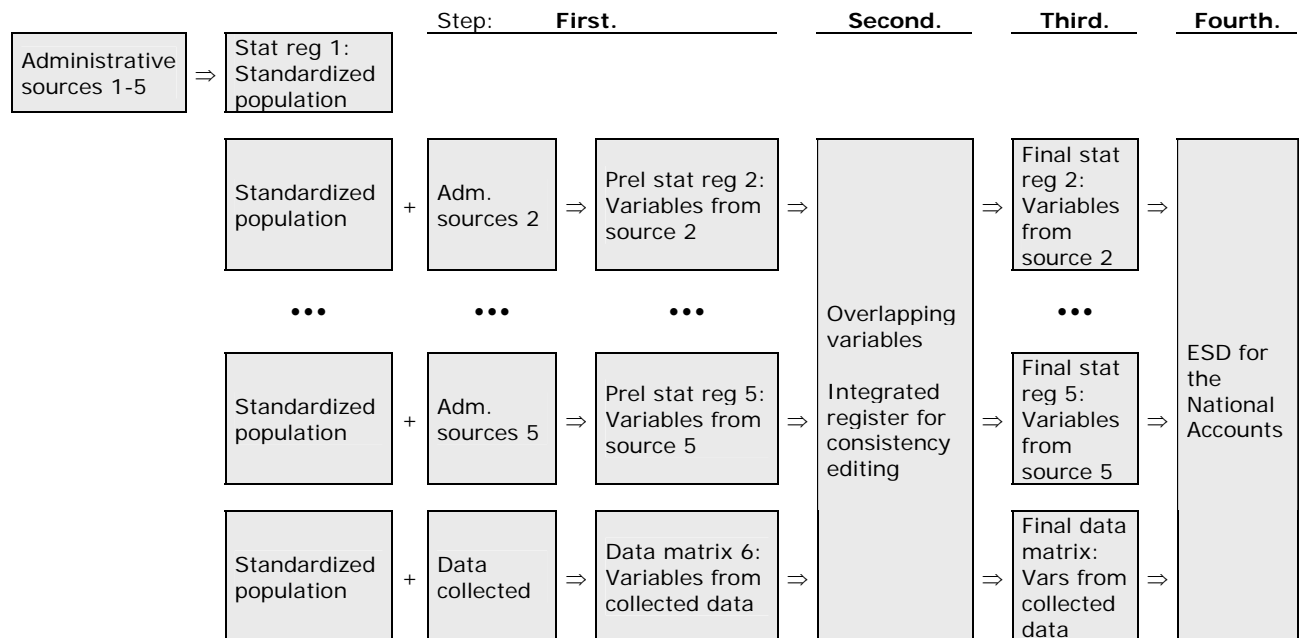 Step: First. Second. Third. Fourth.
Administrative
sources 1-5
⇒
Stat reg 1:
Standardized
population
Standardized
population
+
Adm.
sources 2
⇒
Prel stat reg 2:
Variables from
source 2
⇒
Overlapping
variables
Integrated
register for
consistency
editing
⇒
Final stat
reg 2:
Variables
from
source 2
⇒
ESD for
the
National
Accounts
•••
•••
•••
•••
Standardized
population
+
Adm.
sources 5
⇒
Prel stat reg 5:
Variables from
source 5
⇒
⇒
Final stat
reg 5:
Variables
from
source 5
⇒
Standardized
population
+
Data
collected
⇒
Data matrix 6:
Variables from
collected data
⇒
⇒
Final data
matrix:
Vars from
collected
data
⇒